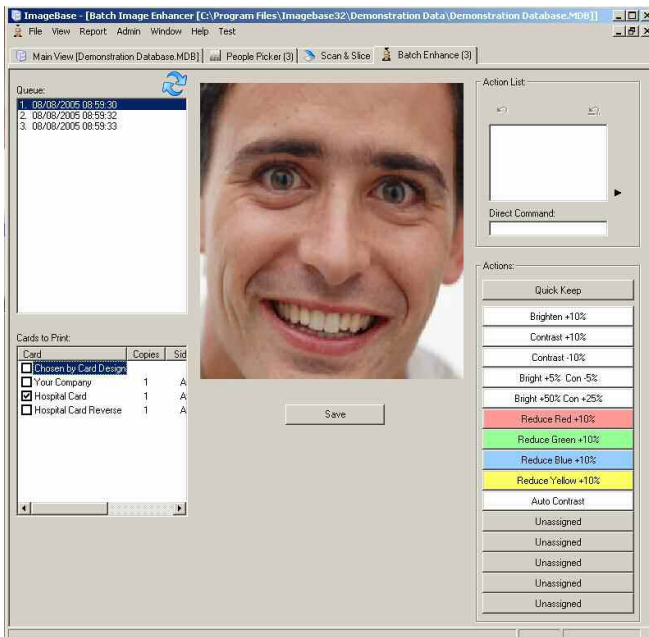 ImageBase - [Batch Image Enhancer [C:\Program Files\Imagebase32\Demonstration Data\Demonstration Database.MDB]]
File View Report Admin Window Help Test
Main View [Demonstration Database.MDB] People Picker (3) Scan & Slice Batch Enhance (3)
Queue:
1. 08/08/2005 08:59:30
2. 08/08/2005 08:59:32
3. 08/08/2005 08:59:33
Cards to Print:
Card Copies Sid
Chosen by Card Design
Your Company 1 A
Hospital Card 1 A
Hospital Card Reverse 1 A
Save
Action List:
Direct Command:
Actions:
Quick Keep
Brighten +10%
Contrast +10%
Contrast -10%
Bright +5% Con -5%
Bright +50% Con +25%
Reduce Red +10%
Reduce Green +10%
Reduce Blue +10%
Reduce Yellow +10%
Auto Contrast
Unassigned
Unassigned
Unassigned
Unassigned
Unassigned